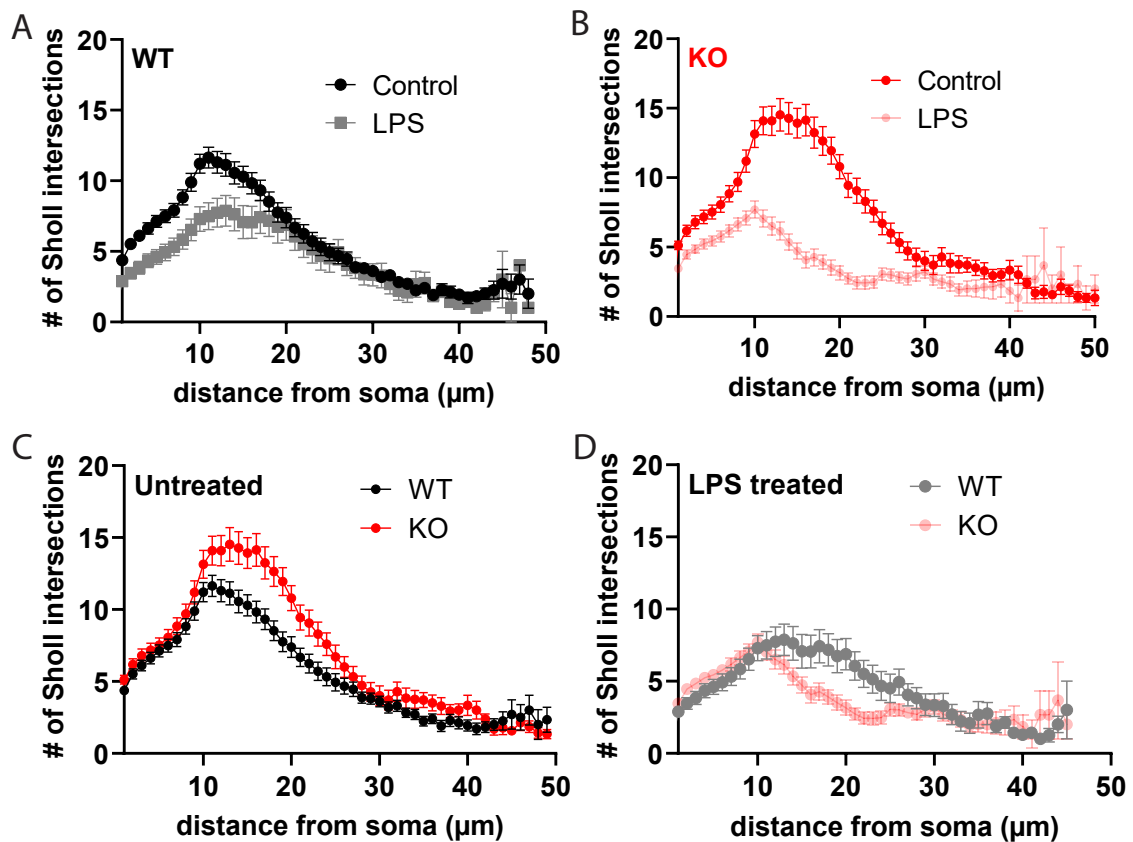 A
WT
Control
LPS
# of Sholl intersections
20
15
10
5
0
10 20 30 40 50
distance from soma (µm)
B
KO
Control
LPS
# of Sholl intersections
20
15
10
5
0
10 20 30 40 50
distance from soma (µm)
C
Untreated
WT
KO
# of Sholl intersections
20
15
10
5
0
10 20 30 40 50
distance from soma (µm)
D
LPS treated
WT
KO
# of Sholl intersections
20
15
10
5
0
10 20 30 40 50
distance from soma (µm)